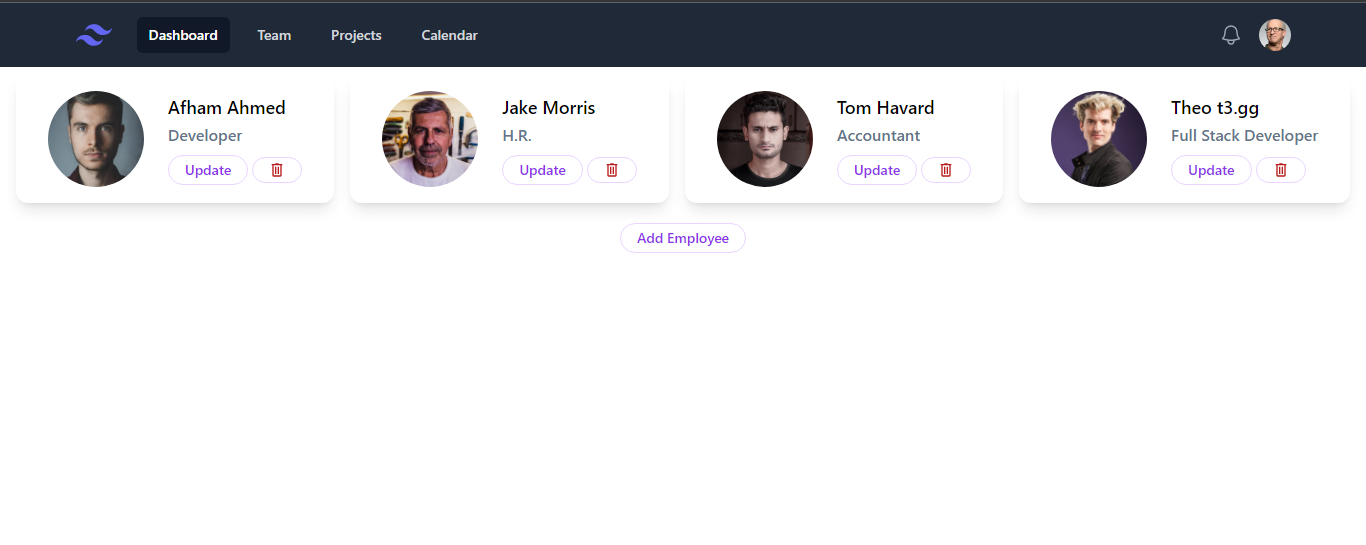 Dashboard Team Projects Calendar
Afham Ahmed
Developer
Update
Jake Morris
H.R.
Update
Tom Havard
Accountant
Update
Theo t3.gg
Full Stack Developer
Update
Add Employee